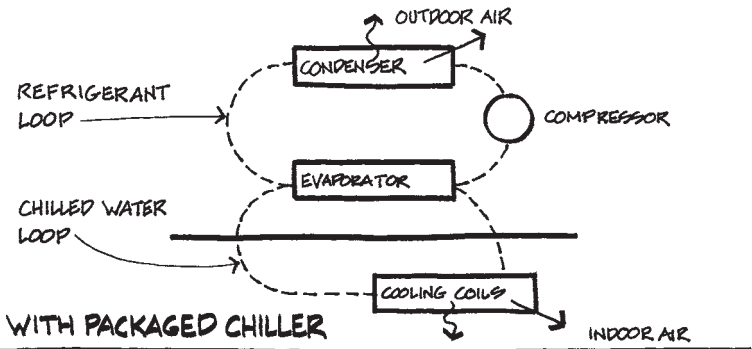 OUTDOOR AIR
CONDENSER
REFRIGERANT
LOOP
COMPRESSOR
EVAPORATOR
CHILLED WATER
LOOP
COOLING COILS
WITH PACKAGED CHILLER
INDOOR AIR